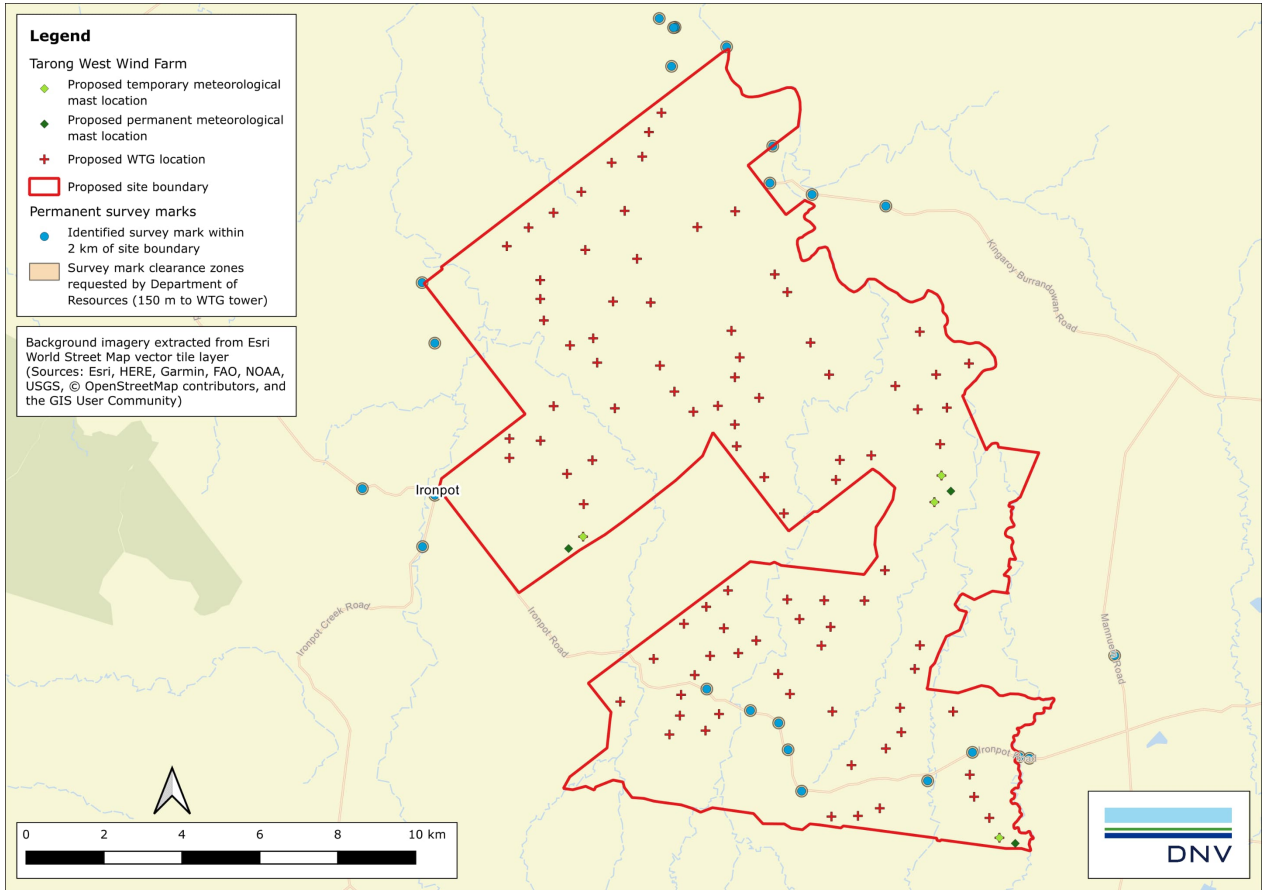 Legend
Tarong West Wind Farm
Proposed temporary meteorological
mast location
Proposed permanent meteorological
mast location
Proposed WTG location
Proposed site boundary
Permanent survey marks
Identified survey mark within
2 km of site boundary
Survey mark clearance zones
requested by Department of
Resources (150 m to WTG tower)
Background imagery extracted from Esri
World Street Map vector tile layer
(Sources: Esri, HERE, Garmin, FAO, NOAA,
USGS, © OpenStreetMap contributors, and
the GIS User Community)
Kingaroy Burrandowan Road
Ironpot
Ironpot Creek Road
Ironpot Road
Mannuem Road
Ironpot Road
0 2 4 6 8 10 km
DNV